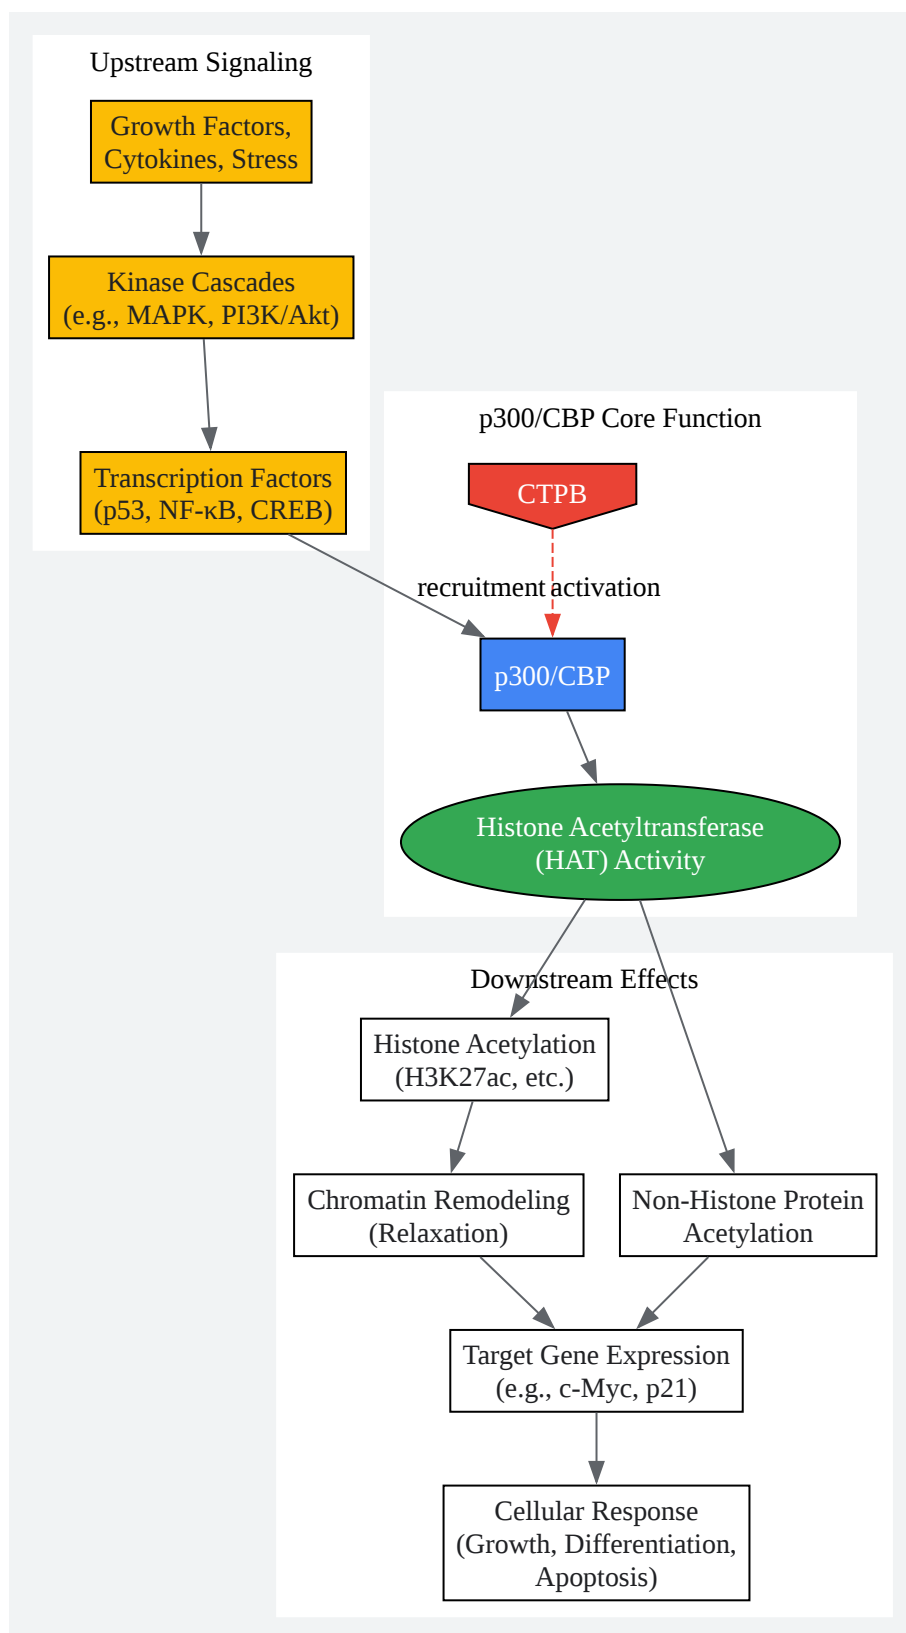 Upstream Signaling
Growth Factors,
Cytokines, Stress
Kinase Cascades
(e.g., MAPK, PI3K/Akt)
Transcription Factors
(p53, NF-κB, CREB)
p300/CBP Core Function
CTPB
recruitment
activation
p300/CBP
Histone Acetyltransferase
(HAT) Activity
Downstream Effects
Histone Acetylation
(H3K27ac, etc.)
Chromatin Remodeling
(Relaxation)
Non-Histone Protein
Acetylation
Target Gene Expression
(e.g., c-Myc, p21)
Cellular Response
(Growth, Differentiation,
Apoptosis)